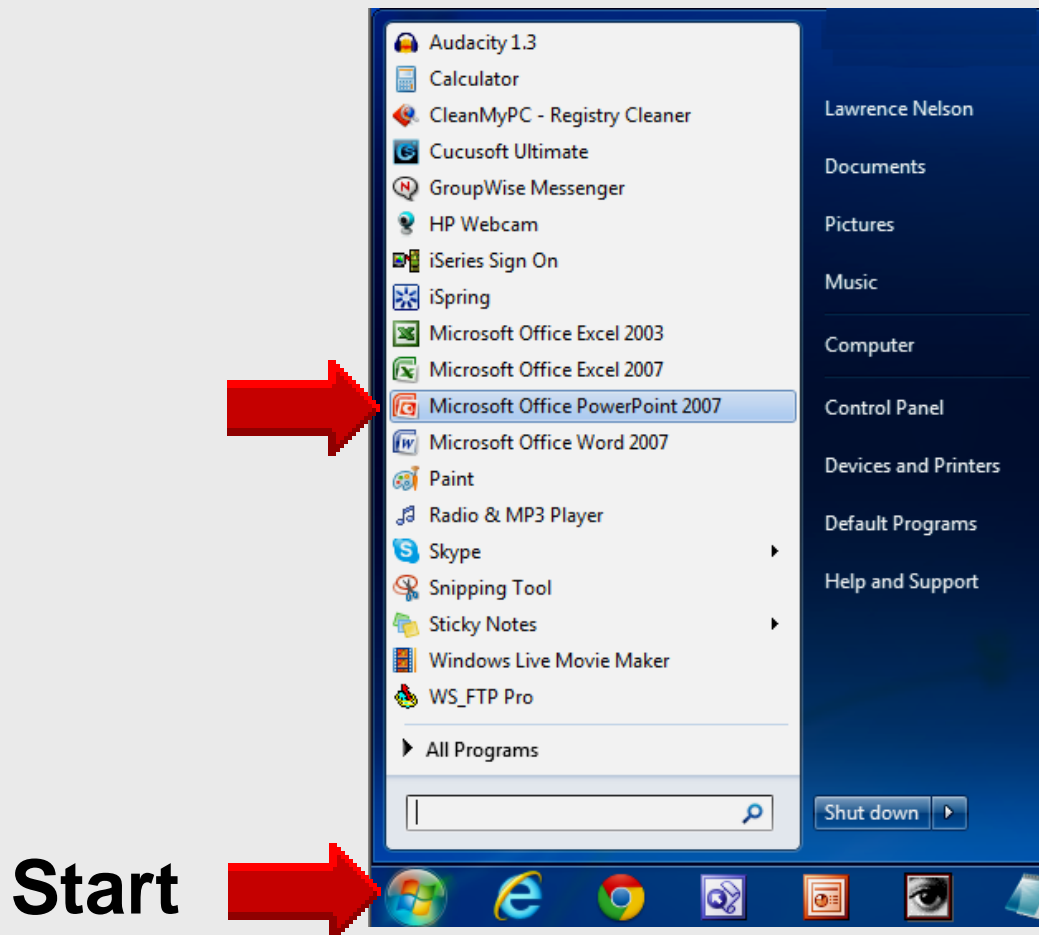 Audacity 1.3
Calculator
CleanMyPC - Registry Cleaner
Cucusoft Ultimate
GroupWise Messenger
HP Webcam
iSeries Sign On
iSpring
Microsoft Office Excel 2003
Microsoft Office Excel 2007
Microsoft Office PowerPoint 2007
Microsoft Office Word 2007
Paint
Radio & MP3 Player
Skype
Snipping Tool
Sticky Notes
Windows Live Movie Maker
WS_FTP Pro
All Programs
Lawrence Nelson
Documents
Pictures
Music
Computer
Control Panel
Devices and Printers
Default Programs
Help and Support
Shut down
Start